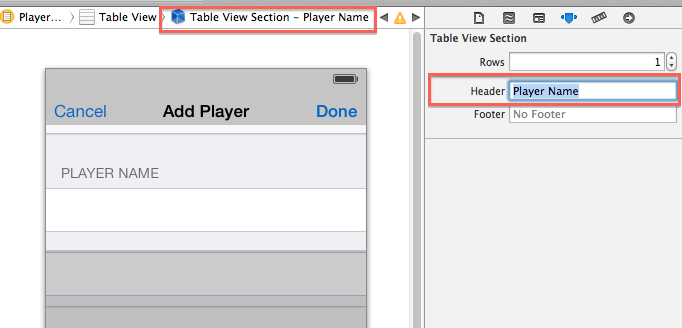 Player... Table View Table View Section – Player Name
Table View Section
Rows 1
Header Player Name
Footer No Footer
Cancel Add Player Done
PLAYER NAME